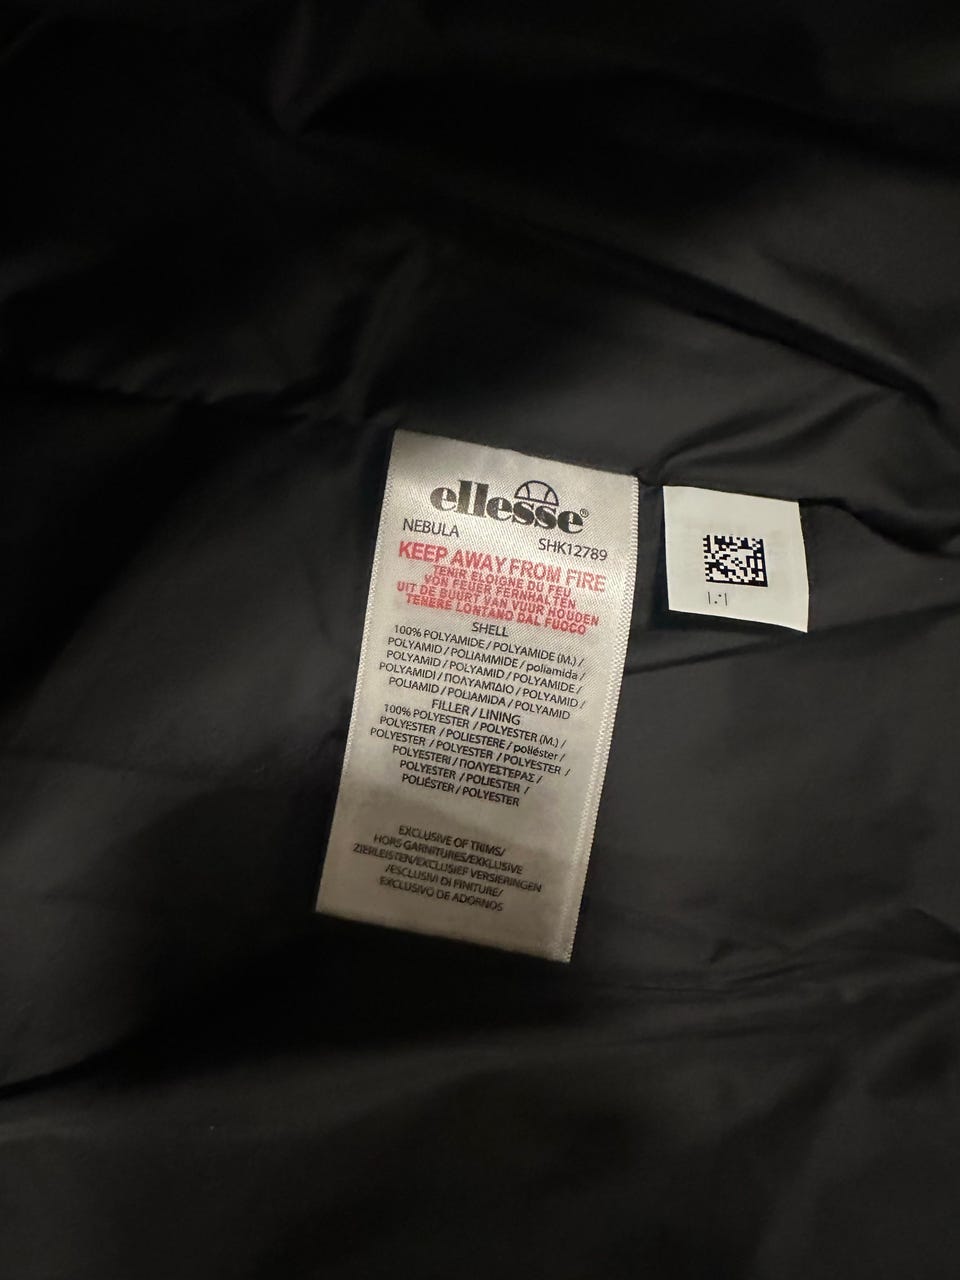 ellesse®
NEBULA
SHK12789
KEEP AWAY FROM FIRE
TENIR ELOIGNE DU FEU
VON FEUER FERNHALTEN
UIT DE BUURT VAN VUUR HOUDEN
TENERE LONTANO DAL FUOCO
SHELL
100% POLYAMIDE / POLYAMIDE (M.) /
POLYAMID / POLIAMMIDE / poliamida /
POLYAMID / POLYAMID / POLYAMIDE /
POLYAMIDI / ΠΟΛΥΑΜΊΔΙΟ / POLYAMID /
POLIAMID / POLIAMIDA / POLYAMID
FILLER / LINING
100% POLYESTER / POLYESTER (M.) /
POLYESTER / POLIESTERE / poliéster /
POLYESTER / POLYESTER / POLYESTER /
POLYESTERI / ΠΟΛΥΕΣΤΕΡΑΣ /
POLYESTER / POLIESTER /
POLIÉSTER / POLYESTER
EXCLUSIVE OF TRIMS/
HORS GARNITURES/EXKLUSIVE
ZIERLEISTEN/EXCLUSIEF VERSIERINGEN
/ESCLUSIVI DI FINITURE/
EXCLUSIVO DE ADORNOS